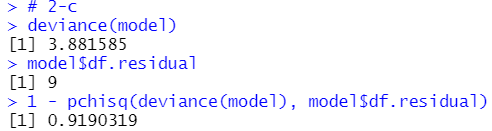 > # 2-c
> deviance(model)
[1] 3.881585
> model$df.residual
[1] 9
> 1 - pchisq(deviance(model), model$df.residual)
[1] 0.9190319